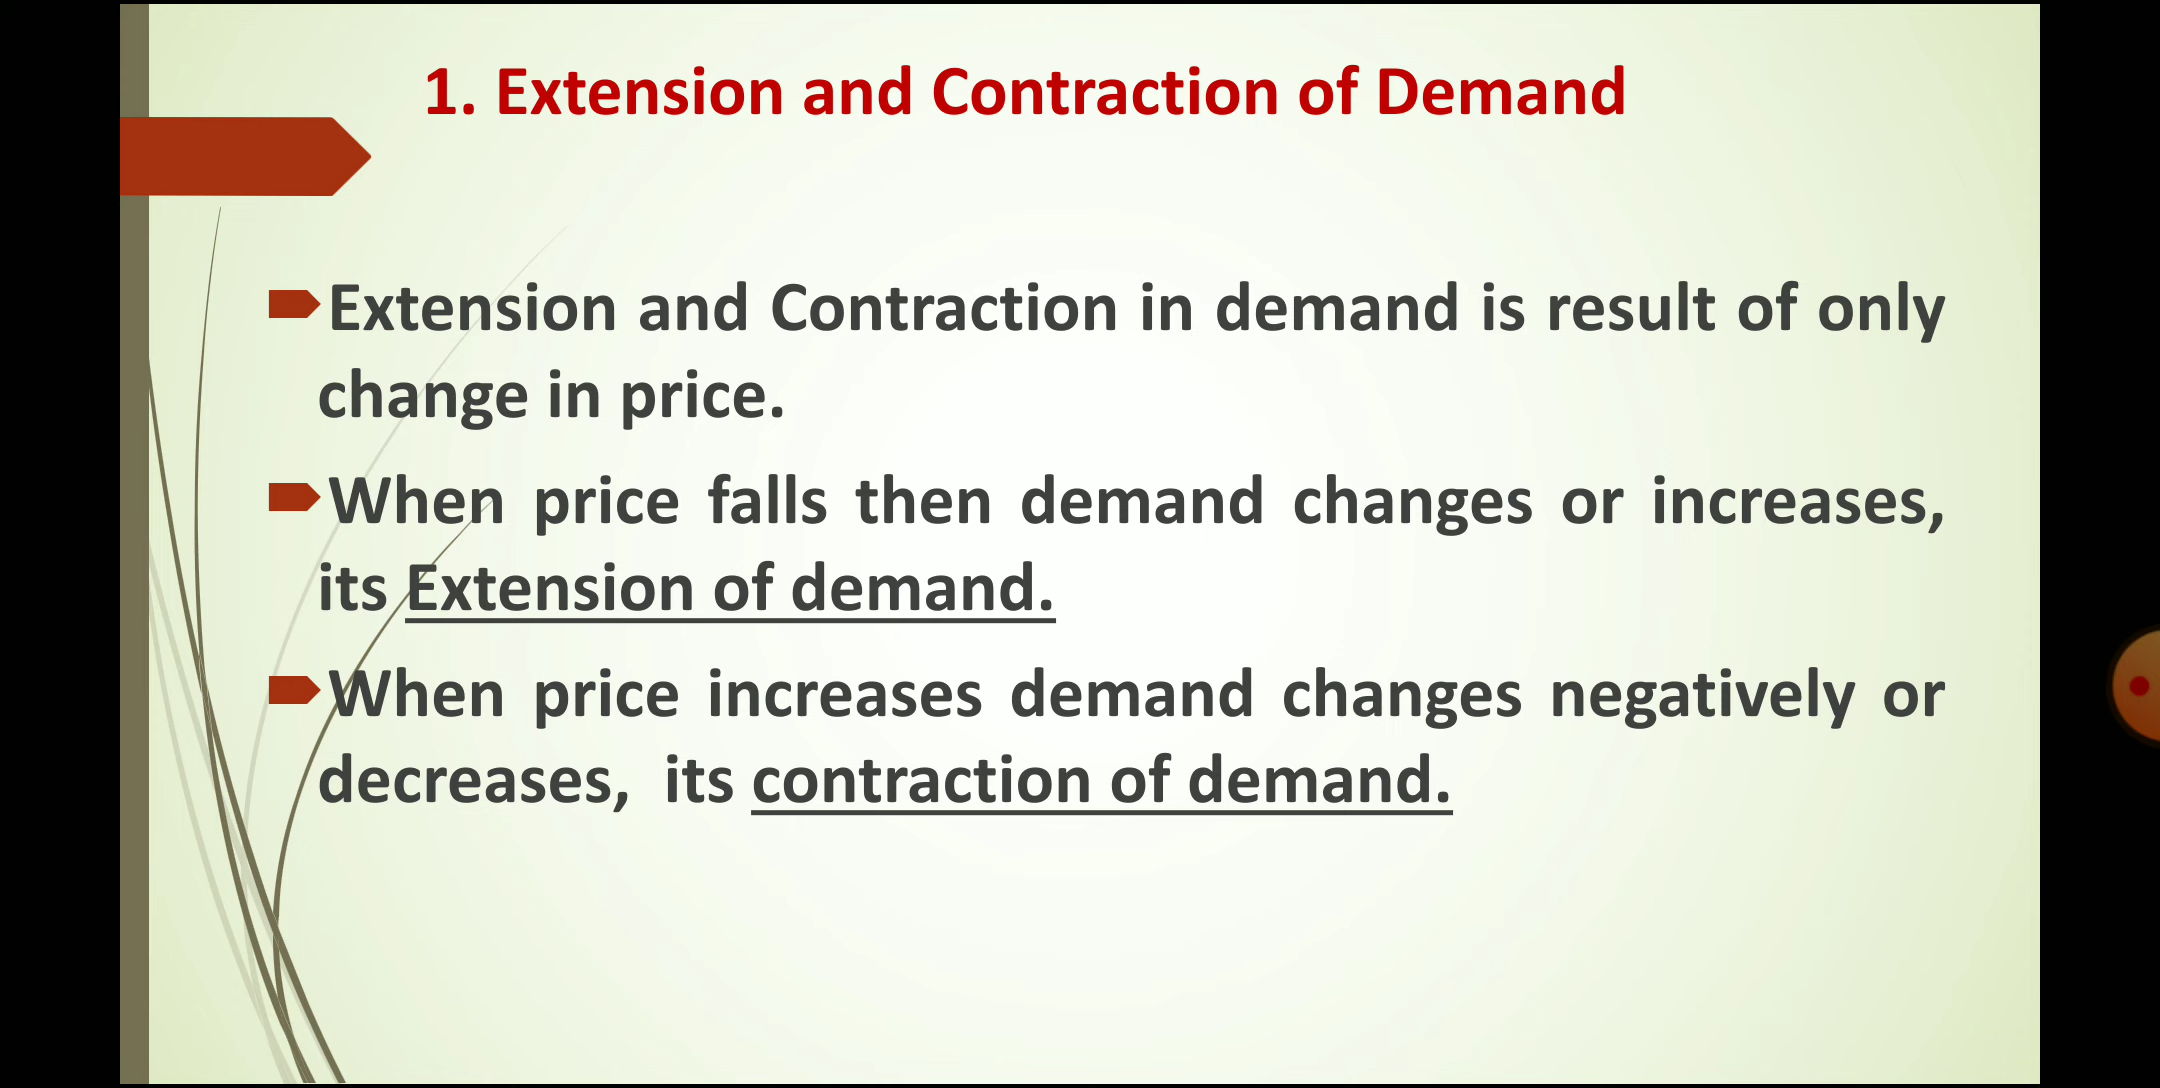 1. Extension and Contraction of Demand
Extension and Contraction in demand is result of only
change in price.
When price falls then demand changes or increases,
its Extension of demand.
When price increases demand changes negatively or
decreases,  its contraction of demand.